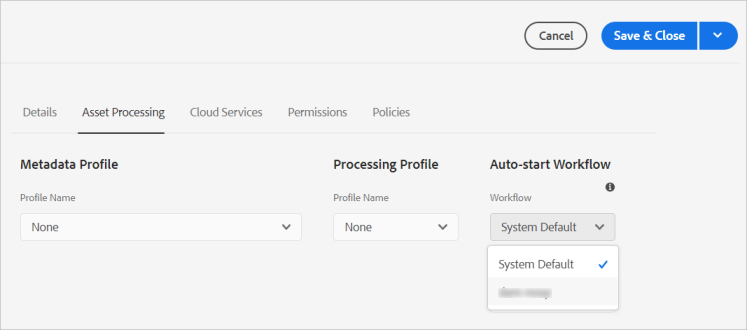 Cancel
Save & Close
Details
Asset Processing
Cloud Services
Permissions
Policies
Metadata Profile
Profile Name
None
Processing Profile
Profile Name
None
Auto-start Workflow
Workflow
System Default
System Default